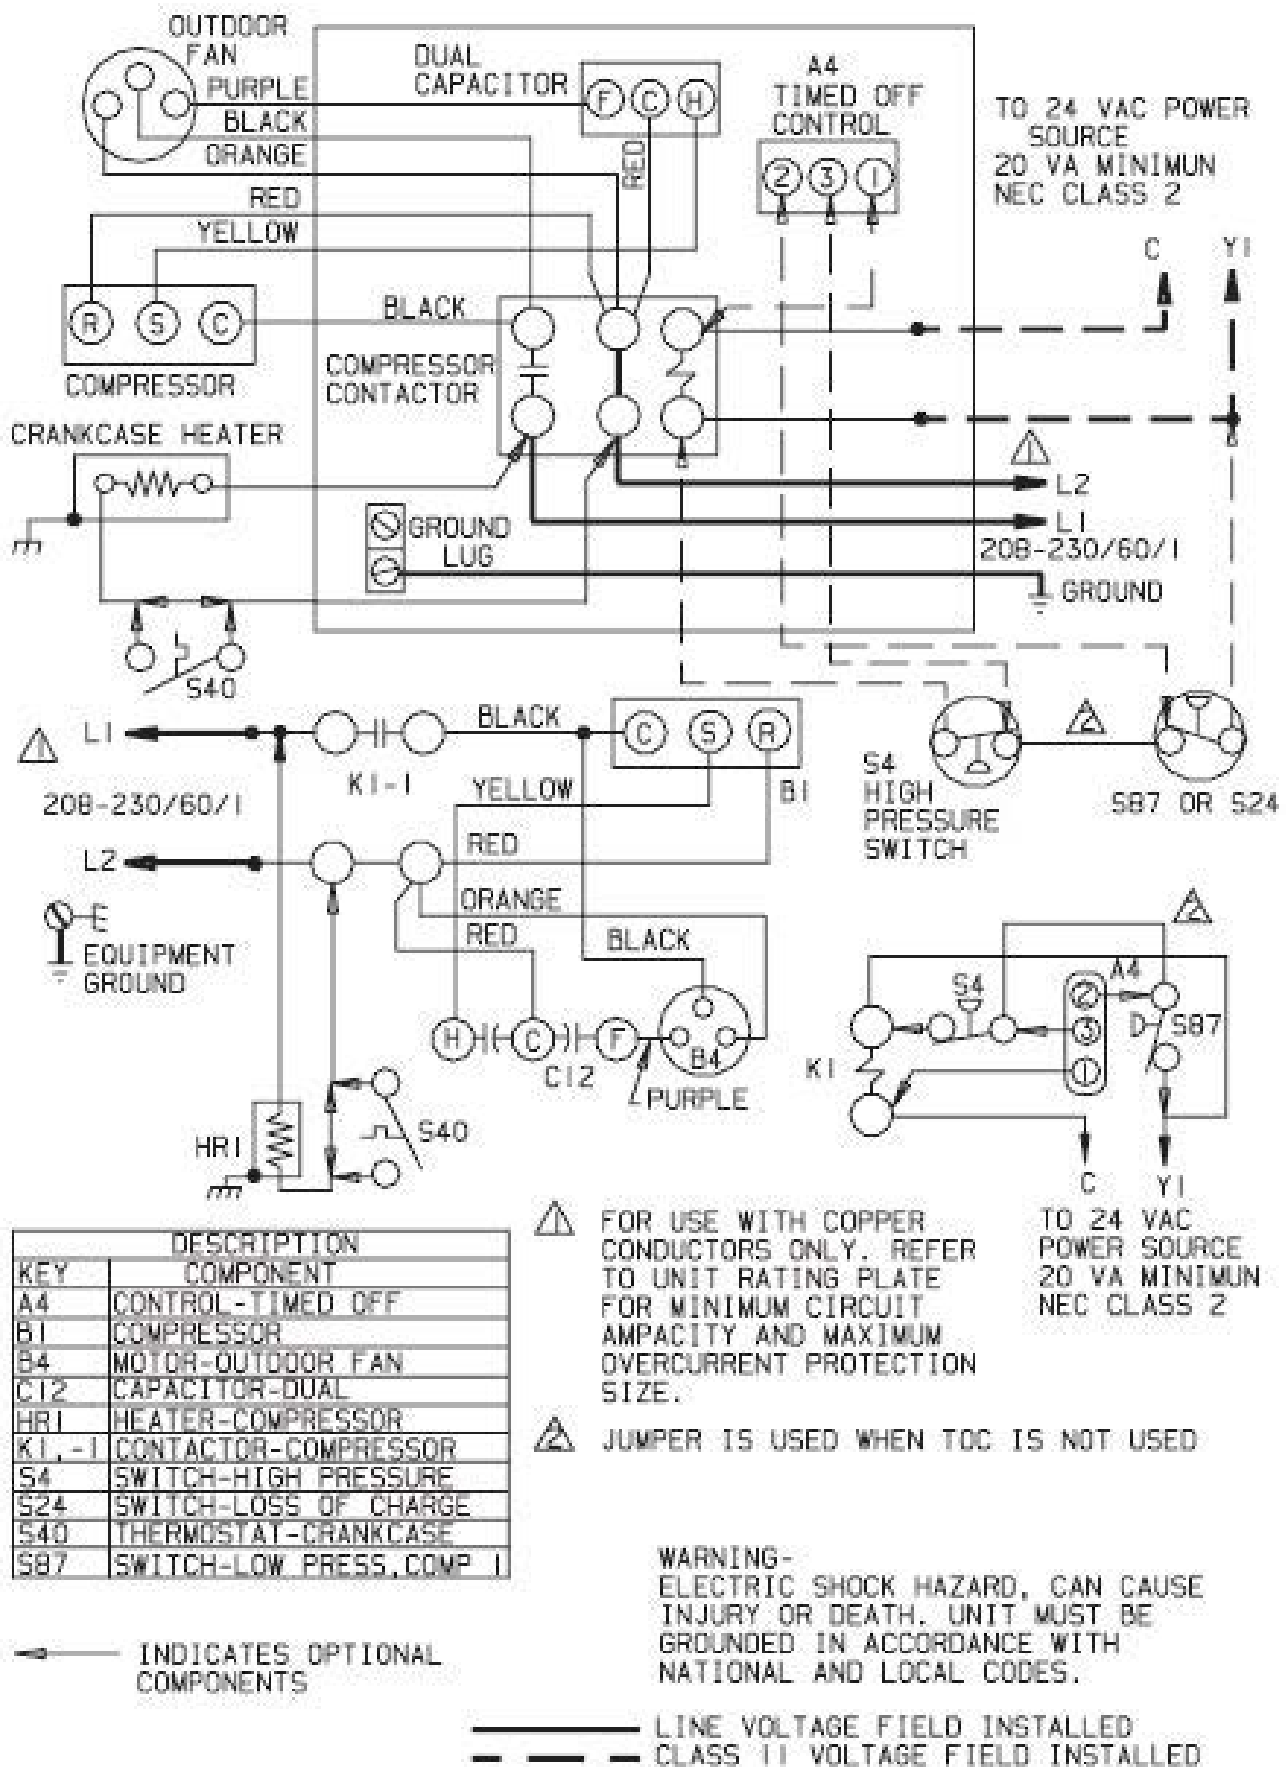 OUTDOOR
FAN
PURPLE
BLACK
ORANGE
RED
YELLOW
DUAL
CAPACITOR
F C H
RED
A4
TIMED OFF
CONTROL
2 3 1
TO 24 VAC POWER
SOURCE
20 VA MINIMUN
NEC CLASS 2
C Y1
R S C
COMPRESSOR
BLACK
COMPRESSOR
CONTACTOR
CRANKCASE HEATER
GROUND
LUG
1
L2
L1
208-230/60/1
GROUND
S40
1
L1
K1-1
BLACK
C S R
B1
208-230/60/1
YELLOW
L2
RED
ORANGE
RED
BLACK
E
EQUIPMENT
GROUND
H C F
C12
B4
PURPLE
HR1
S40
S4
HIGH
PRESSURE
SWITCH
2
S87 OR S24
2
A4
S4
2
3
1
S87
K1
C Y1
TO 24 VAC
POWER SOURCE
20 VA MINIMUN
NEC CLASS 2
DESCRIPTION
KEY COMPONENT
A4 CONTROL-TIMED OFF
B1 COMPRESSOR
B4 MOTOR-OUTDOOR FAN
C12 CAPACITOR-DUAL
HR1 HEATER-COMPRESSOR
K1,-1 CONTACTOR-COMPRESSOR
S4 SWITCH-HIGH PRESSURE
S24 SWITCH-LOSS OF CHARGE
S40 THERMOSTAT-CRANKCASE
S87 SWITCH-LOW PRESS,COMP 1
INDICATES OPTIONAL
COMPONENTS
1 FOR USE WITH COPPER
CONDUCTORS ONLY. REFER
TO UNIT RATING PLATE
FOR MINIMUM CIRCUIT
AMPACITY AND MAXIMUM
OVERCURRENT PROTECTION
SIZE.
2 JUMPER IS USED WHEN TOC IS NOT USED
WARNING-
ELECTRIC SHOCK HAZARD, CAN CAUSE
INJURY OR DEATH. UNIT MUST BE
GROUNDED IN ACCORDANCE WITH
NATIONAL AND LOCAL CODES.
LINE VOLTAGE FIELD INSTALLED
CLASS II VOLTAGE FIELD INSTALLED